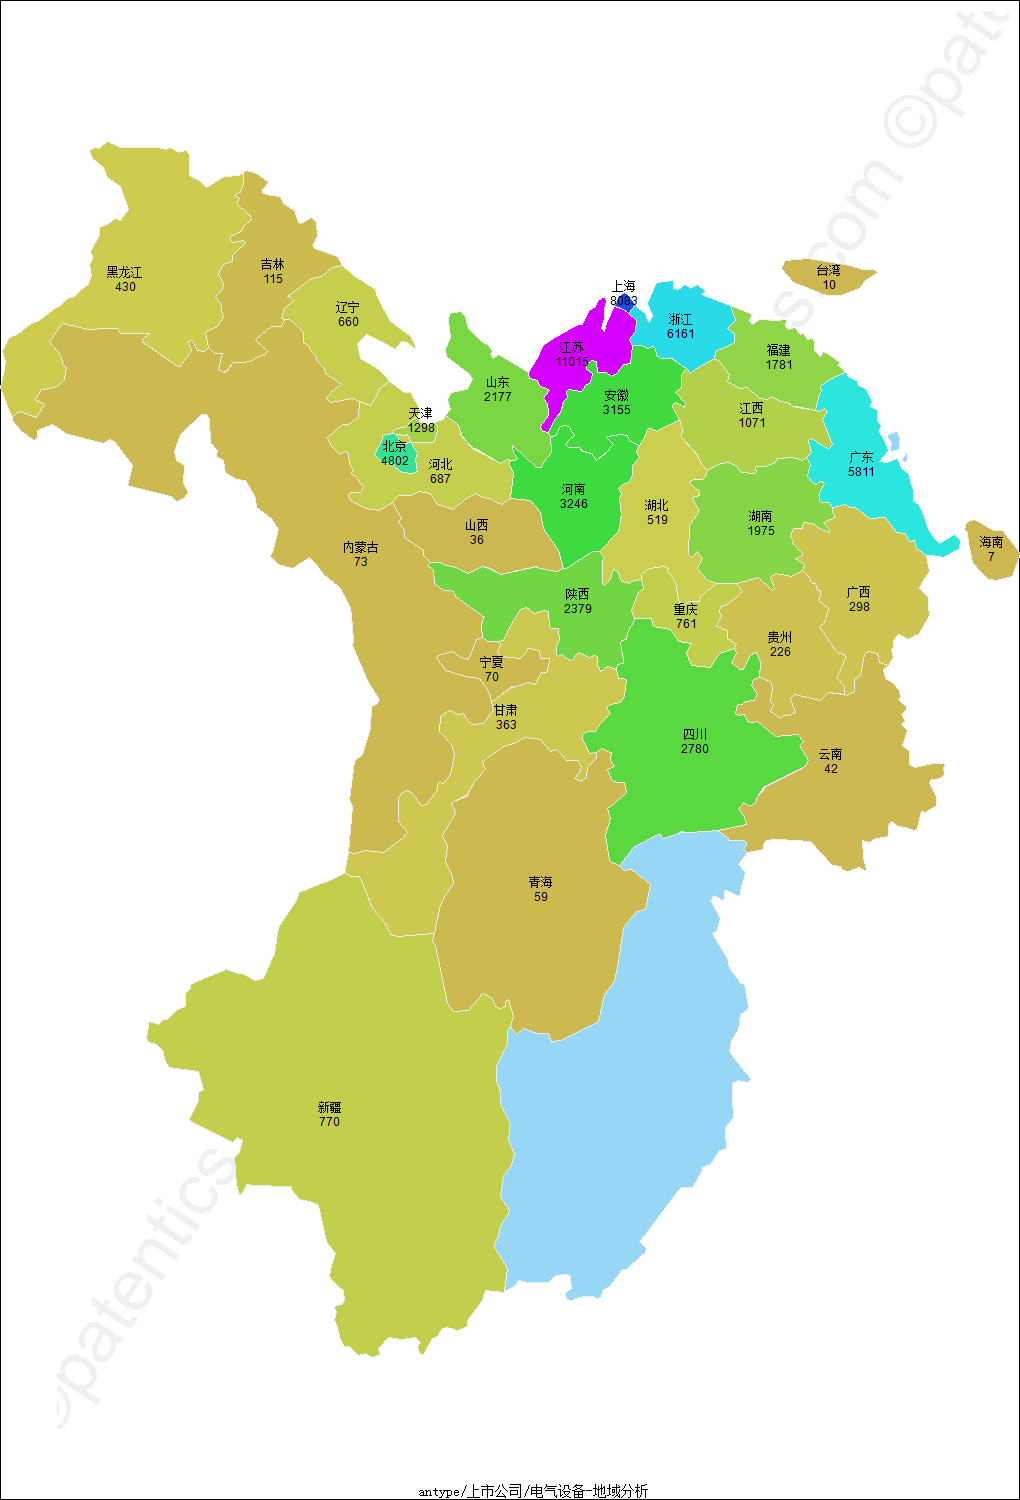 ©patentics.com ©pate
黑龙江
430
吉林
115
辽宁
660
台湾
10
上海
8083
浙江
6161
江苏
11015
福建
1781
山东
2177
安徽
3155
江西
1071
天津
1298
北京
4802
河北
687
广东
5811
河南
3246
湖北
519
湖南
1975
山西
36
海南
7
内蒙古
73
陕西
2379
重庆
761
广西
298
贵州
226
宁夏
70
甘肃
363
四川
2780
云南
42
青海
59
新疆
770
antype/上市公司/电气设备-地域分析